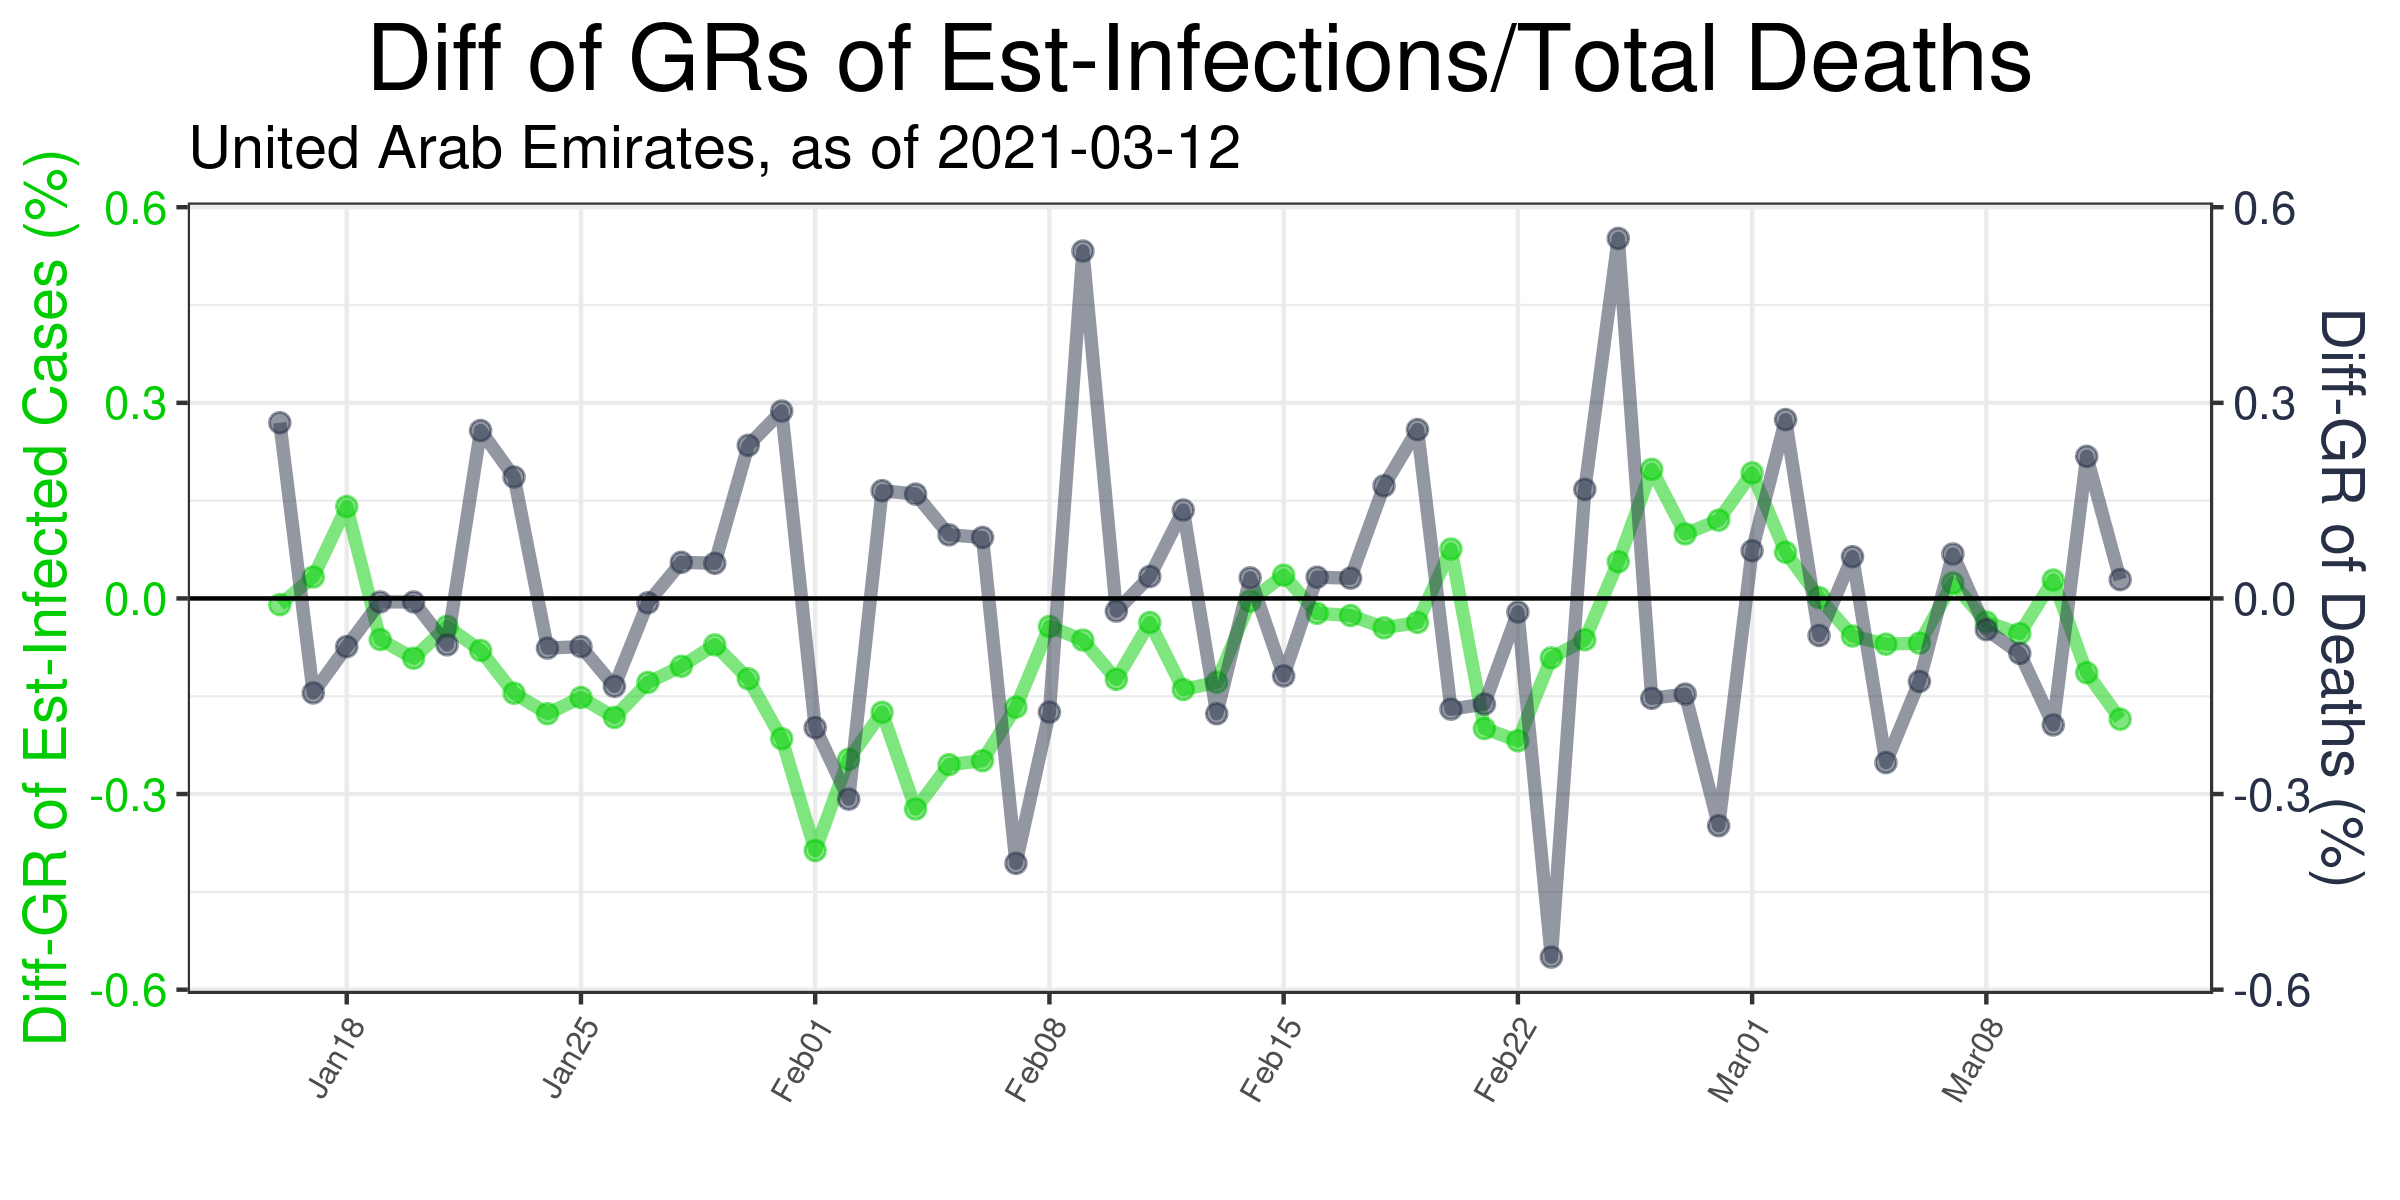 Diff of GRs of Est-Infections/Total Deaths
United Arab Emirates, as of 2021-03-12
Diff-GR of Est-Infected Cases (%)
0.6
0.3
0.0
-0.3
-0.6
0.6
0.3
0.0
-0.3
-0.6
Diff-GR of Deaths (%)
Jan18
Jan25
Feb01
Feb08
Feb15
Feb22
Mar01
Mar08